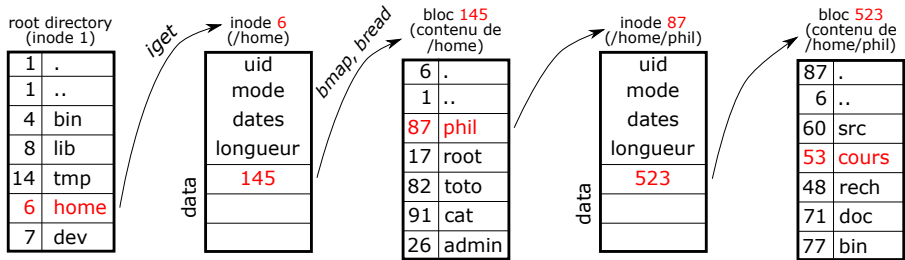 root directory
(inode 1)
1 .
1 ..
4 bin
8 lib
14 tmp
6 home
7 dev
iget
inode 6
(/home)
uid
mode
dates
longueur
145
data
bmap, bread
bloc 145
(contenu de
/home)
6 .
1 ..
87 phil
17 root
82 toto
91 cat
26 admin
inode 87
(/home/phil)
uid
mode
dates
longueur
523
data
bloc 523
(contenu de
/home/phil)
87 .
6 ..
60 src
53 cours
48 rech
71 doc
77 bin